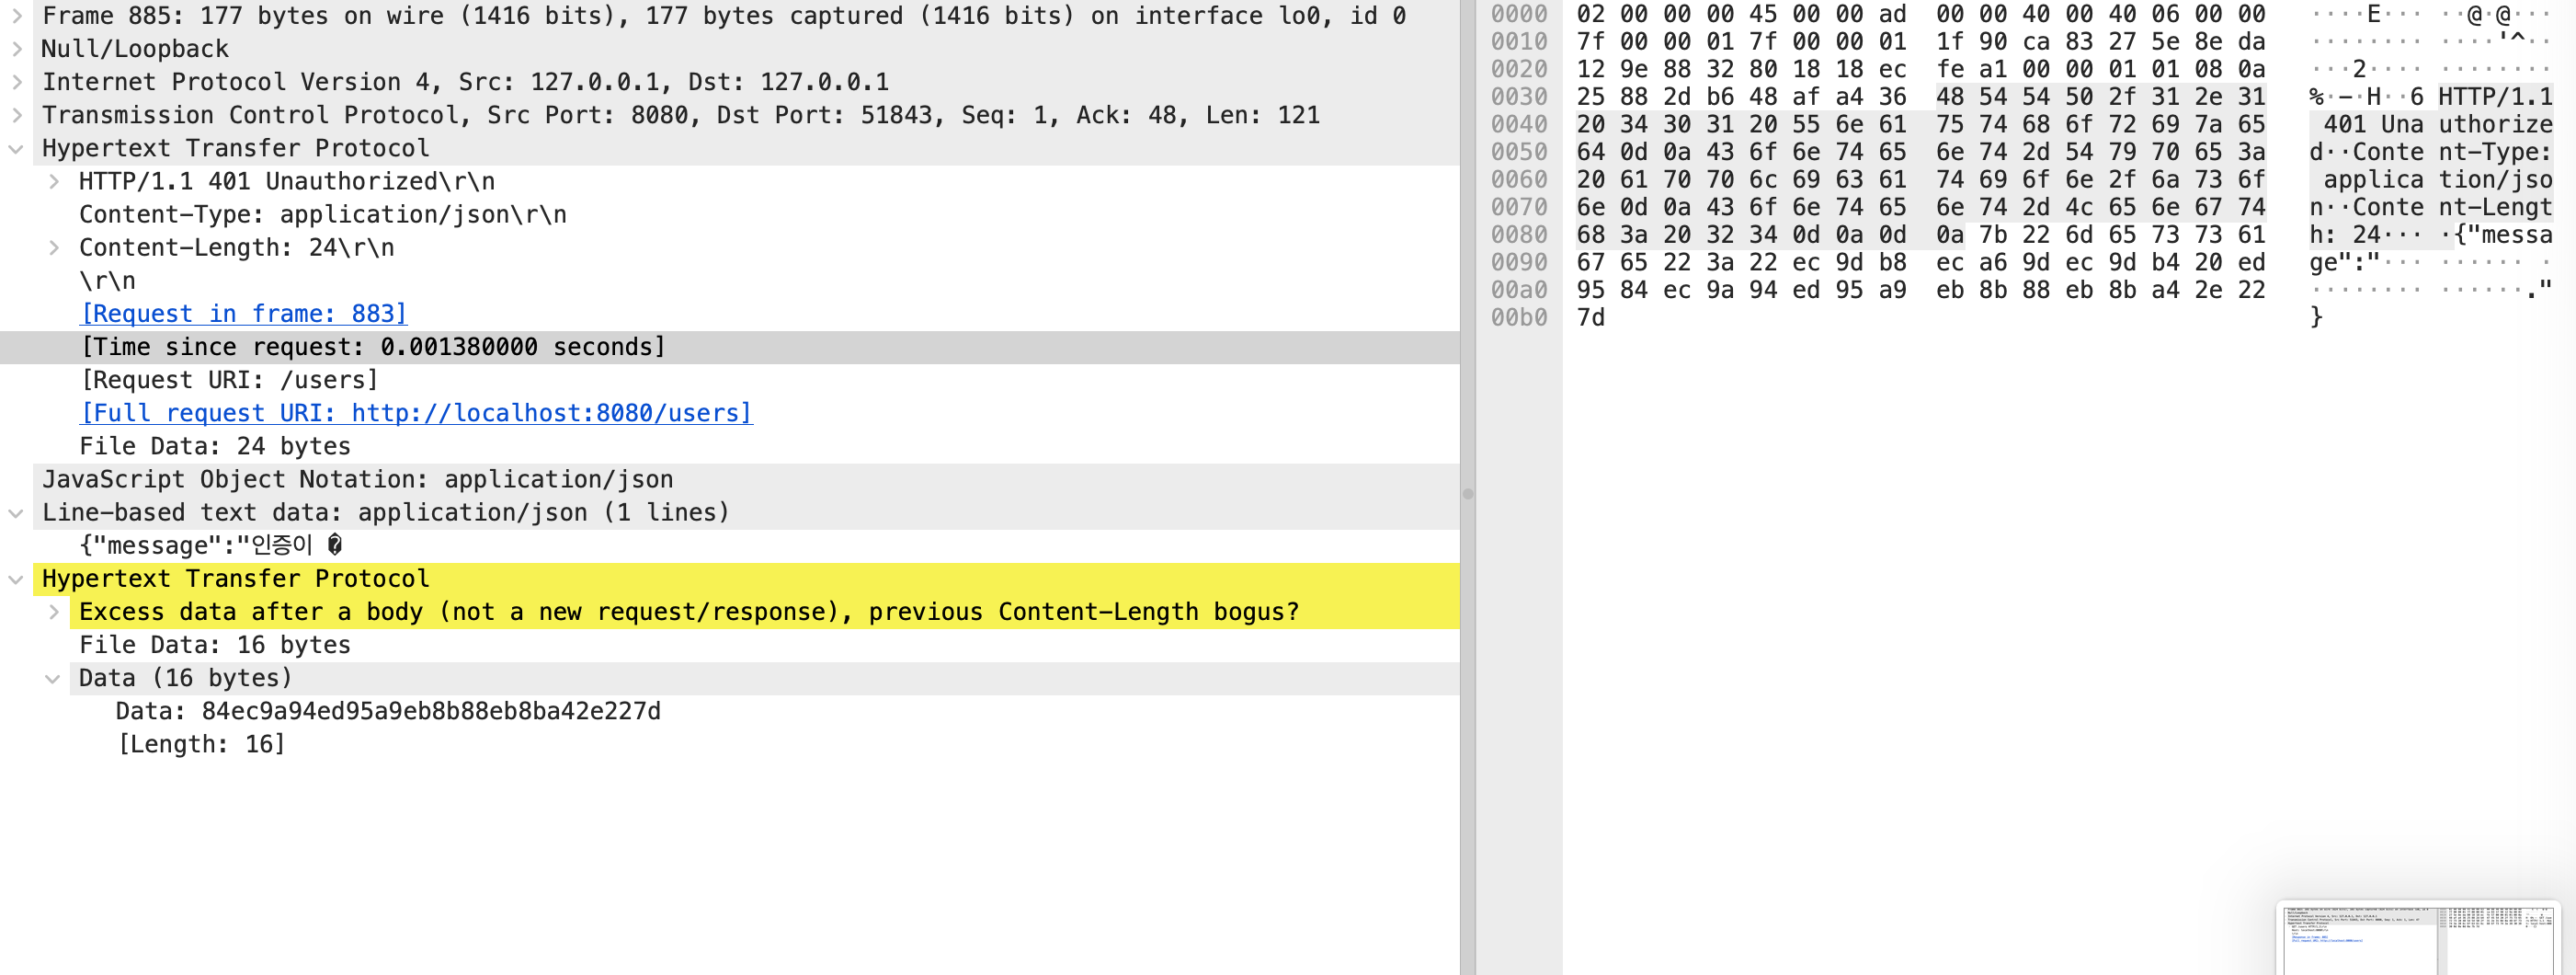 Frame 885: 177 bytes on wire (1416 bits), 177 bytes captured (1416 bits) on interface lo0, id 0
Null/Loopback
Internet Protocol Version 4, Src: 127.0.0.1, Dst: 127.0.0.1
Transmission Control Protocol, Src Port: 8080, Dst Port: 51843, Seq: 1, Ack: 48, Len: 121
Hypertext Transfer Protocol
HTTP/1.1 401 Unauthorized\r\n
Content-Type: application/json\r\n
Content-Length: 24\r\n
\r\n
[Request in frame: 883]
[Time since request: 0.001380000 seconds]
[Request URI: /users]
[Full request URI: http://localhost:8080/users]
File Data: 24 bytes
JavaScript Object Notation: application/json
Line-based text data: application/json (1 lines)
{"message":"인증이 �
Hypertext Transfer Protocol
Excess data after a body (not a new request/response), previous Content-Length bogus?
File Data: 16 bytes
Data (16 bytes)
Data: 84ec9a94ed95a9eb8b88eb8ba42e227d
[Length: 16]
0000 02 00 00 00 45 00 00 ad 00 00 40 00 40 06 00 00 ····E··· ··@·@···
0010 7f 00 00 01 7f 00 00 01 1f 90 ca 83 27 5e 8e da ········ ····'^··
0020 12 9e 88 32 80 18 18 ec fe a1 00 00 01 01 08 0a ···2···· ········
0030 25 88 2d b6 48 af a4 36 48 54 54 50 2f 31 2e 31 %·-·H··6 HTTP/1.1
0040 20 34 30 31 20 55 6e 61 75 74 68 6f 72 69 7a 65  401 Una uthorize
0050 64 0d 0a 43 6f 6e 74 65 6e 74 2d 54 79 70 65 3a d··Conte nt-Type:
0060 20 61 70 70 6c 69 63 61 74 69 6f 6e 2f 6a 73 6f  applica tion/jso
0070 6e 0d 0a 43 6f 6e 74 65 6e 74 2d 4c 65 6e 67 74 n··Conte nt-Lengt
0080 68 3a 20 32 34 0d 0a 0d 0a 7b 22 6d 65 73 73 61 h: 24··· ·{"messa
0090 67 65 22 3a 22 ec 9d b8 ec a6 9d ec 9d b4 20 ed ge":"··· ······ ·
00a0 95 84 ec 9a 94 ed 95 a9 eb 8b 88 eb 8b a4 2e 22 ········ ······."
00b0 7d }